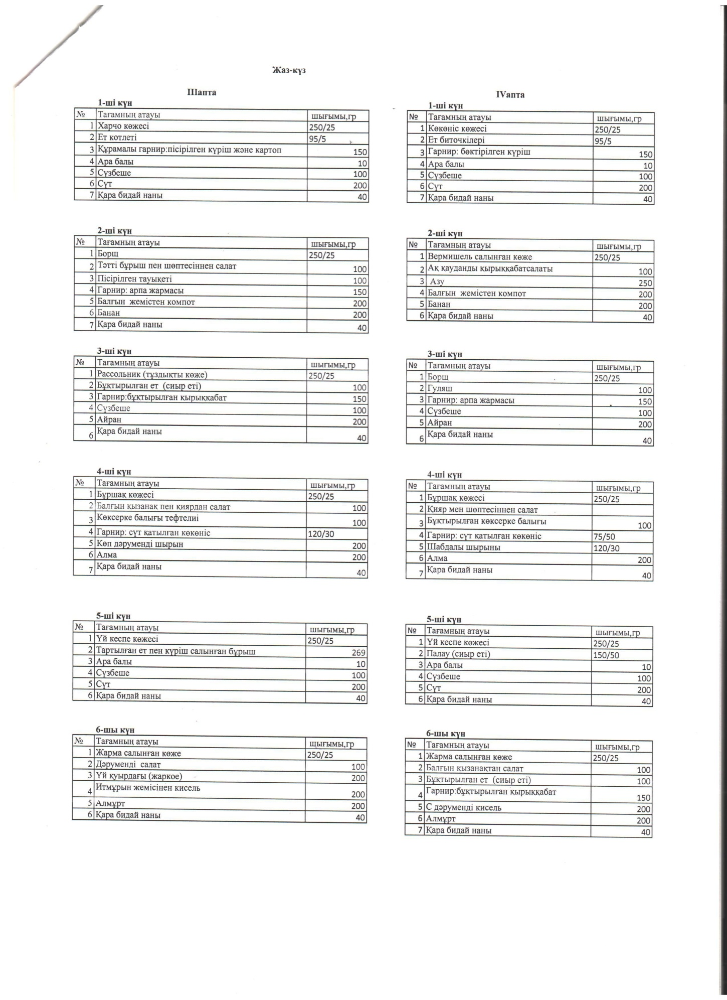 Жаз-күз
IIIапта
1-ші күн
№ Тағамның атауы шығымы,гр
1 Харчо көжесі 250/25
2 Ет котлеті 95/5
3 Құрамалы гарнир:пісірілген күріш және картоп 150
4 Ара балы 10
5 Сүзбеше 100
6 Сүт 200
7 Қара бидай наны 40
2-ші күн
№ Тағамның атауы шығымы,гр
1 Борщ 250/25
2 Тәтті бұрыш пен шөптесіннен салат 100
3 Пісірілген тауықеті 100
4 Гарнир: арпа жармасы 150
5 Балғын жемістен компот 200
6 Банан 200
7 Қара бидай наны 40
3-ші күн
№ Тағамның атауы шығымы,гр
1 Рассольник (тұздықты көже) 250/25
2 Бұқтырылған ет (сиыр еті) 100
3 Гарнир:бұқтырылған қырыққабат 150
4 Сүзбеше 100
5 Айран 200
6 Қара бидай наны 40
4-ші күн
№ Тағамның атауы шығымы,гр
1 Бұршақ көжесі 250/25
2 Балғын қызанақ пен қиярдан салат 100
3 Көксерке балығы тефтелиі 100
4 Гарнир: сүт қатылған көкөніс 120/30
5 Көп дәруменді шырын 200
6 Алма 200
7 Қара бидай наны 40
5-ші күн
№ Тағамның атауы шығымы,гр
1 Үй кеспе көжесі 250/25
2 Тартылған ет пен күріш салынған бұрыш 269
3 Ара балы 10
4 Сүзбеше 100
5 Сүт 200
6 Қара бидай наны 40
6-шы күн
№ Тағамның атауы шығымы,гр
1 Жарма салынған көже 250/25
2 Дәруменді салат 100
3 Үй қуырдағы (жаркое) 200
4 Итмұрын жемісінен кисель 200
5 Алмұрт 200
6 Қара бидай наны 40
IVапта
1-ші күн
№ Тағамның атауы шығымы,гр
1 Көкөніс көжесі 250/25
2 Ет биточкілері 95/5
3 Гарнир: бөктірілген күріш 150
4 Ара балы 10
5 Сүзбеше 100
6 Сүт 200
7 Қара бидай наны 40
2-ші күн
№ Тағамның атауы шығымы,гр
1 Вермишель салынған көже 250/25
2 Ақ қауданды қырыққабатсалаты 100
3 Азу 250
4 Балғын жемістен компот 200
5 Банан 200
6 Қара бидай наны 40
3-ші күн
№ Тағамның атауы шығымы,гр
1 Борщ 250/25
2 Гуляш 100
3 Гарнир: арпа жармасы 150
4 Сүзбеше 100
5 Айран 200
6 Қара бидай наны 40
4-ші күн
№ Тағамның атауы шығымы,гр
1 Бұршақ көжесі 250/25
2 Қияр мен шөптесіннен салат
3 Бұқтырылған көксерке балығы 100
4 Гарнир: сүт қатылған көкөніс 75/50
5 Шабдалы шырыны 120/30
6 Алма 200
7 Қара бидай наны 40
5-ші күн
№ Тағамның атауы шығымы,гр
1 Үй кеспе көжесі 250/25
2 Палау (сиыр еті) 150/50
3 Ара балы 10
4 Сүзбеше 100
5 Сүт 200
6 Қара бидай наны 40
6-шы күн
№ Тағамның атауы шығымы,гр
1 Жарма салынған көже 250/25
2 Балғын қызанақтан салат 100
3 Бұқтырылған ет (сиыр еті) 100
4 Гарнир:бұқтырылған қырыққабат 150
5 С дәруменді кисель 200
6 Алмұрт 200
7 Қара бидай наны 40